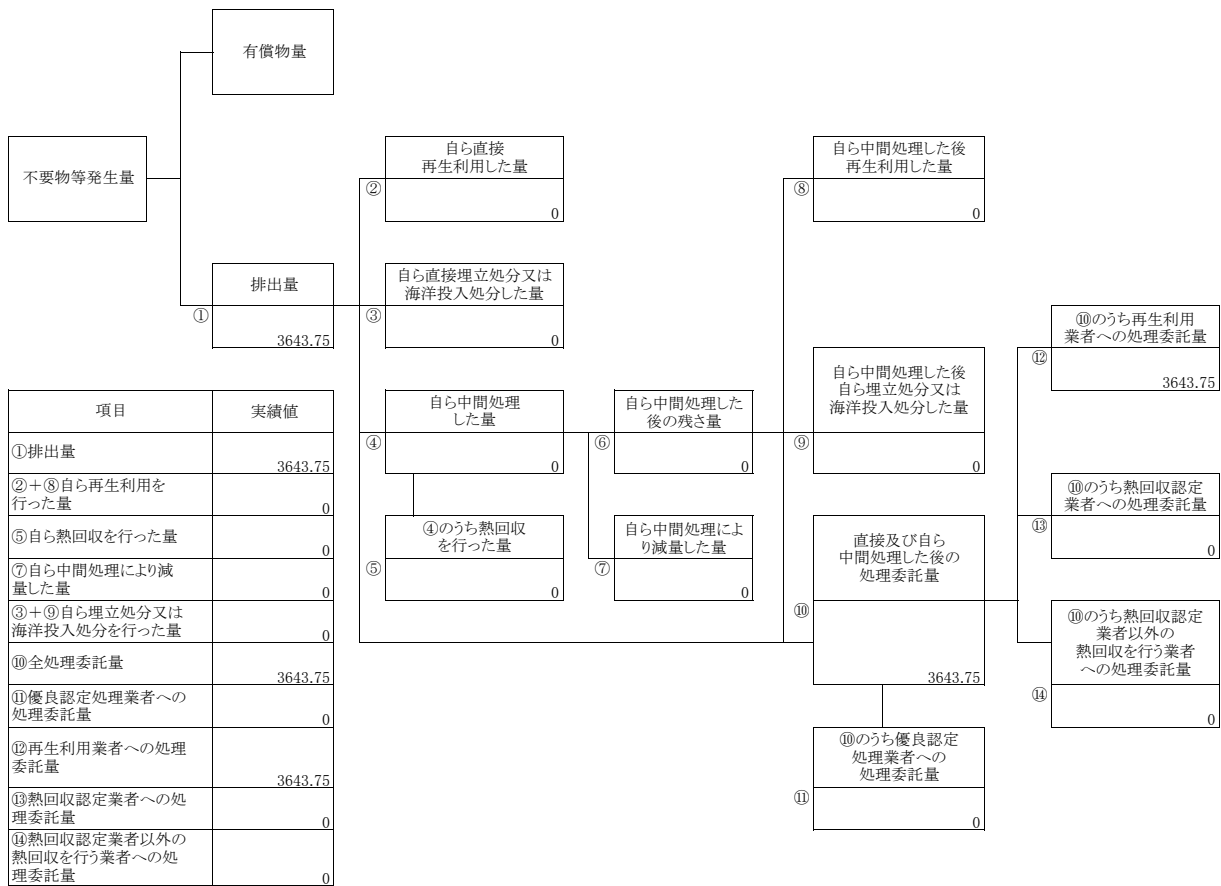 有償物量
不要物等発生量
自ら直接
再生利用した量
②
0
自ら中間処理した後
再生利用した量
⑧
0
排出量
①
3643.75
自ら直接埋立処分又は
海洋投入処分した量
③
0
⑩のうち再生利用
業者への処理委託量
⑫
3643.75
自ら中間処理
した量
④
0
自ら中間処理した
後の残さ量
⑥
0
自ら中間処理した後
自ら埋立処分又は
海洋投入処分した量
⑨
0
⑩のうち熱回収認定
業者への処理委託量
⑬
0
④のうち熱回収
を行った量
⑤
0
自ら中間処理によ
り減量した量
⑦
0
直接及び自ら
中間処理した後の
処理委託量
⑩
3643.75
⑩のうち熱回収認定
業者以外の
熱回収を行う業者
への処理委託量
⑭
0
⑩のうち優良認定
処理業者への
処理委託量
⑪
0
項目 実績値
①排出量 3643.75
②+⑧自ら再生利用を
行った量 0
⑤自ら熱回収を行った量 0
⑦自ら中間処理により減
量した量 0
③+⑨自ら埋立処分又は
海洋投入処分を行った量 0
⑩全処理委託量 3643.75
⑪優良認定処理業者への
処理委託量 0
⑫再生利用業者への処理
委託量 3643.75
⑬熱回収認定業者への処
理委託量 0
⑭熱回収認定業者以外の
熱回収を行う業者への処
理委託量 0